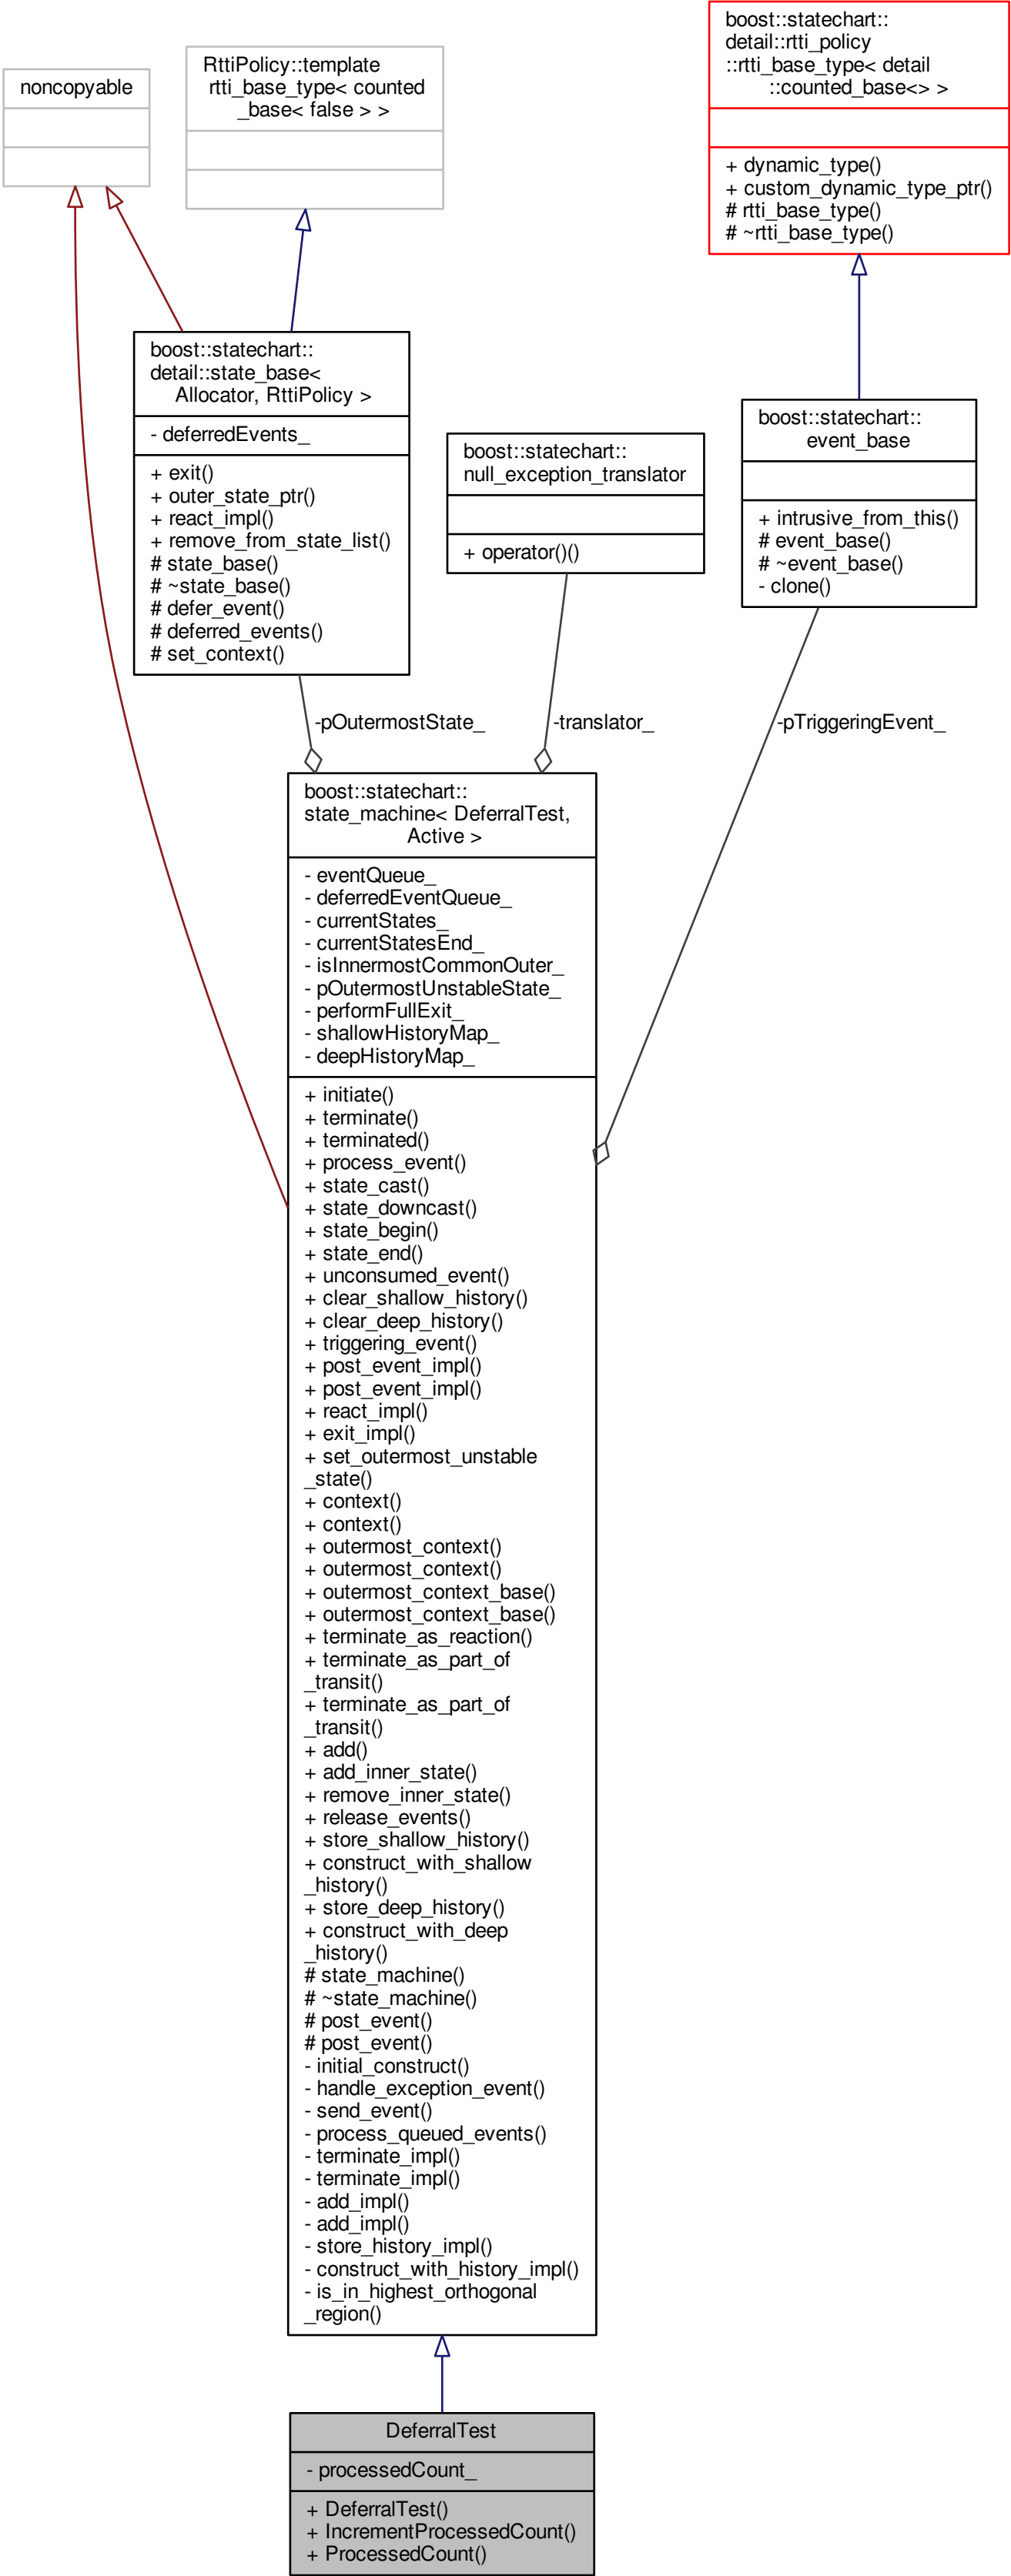 boost::statechart::
detail::rtti_policy
::rtti_base_type< detail
::counted_base<> >
+ dynamic_type()
+ custom_dynamic_type_ptr()
# rtti_base_type()
# ~rtti_base_type()
RttiPolicy::template
rtti_base_type< counted
_base< false > >
noncopyable
boost::statechart::
detail::state_base<
Allocator, RttiPolicy >
- deferredEvents_
+ exit()
+ outer_state_ptr()
+ react_impl()
+ remove_from_state_list()
# state_base()
# ~state_base()
# defer_event()
# deferred_events()
# set_context()
boost::statechart::
null_exception_translator
+ operator()()
boost::statechart::
event_base
+ intrusive_from_this()
# event_base()
# ~event_base()
- clone()
-pOutermostState_
-translator_
-pTriggeringEvent_
boost::statechart::
state_machine< DeferralTest,
Active >
- eventQueue_
- deferredEventQueue_
- currentStates_
- currentStatesEnd_
- isInnermostCommonOuter_
- pOutermostUnstableState_
- performFullExit_
- shallowHistoryMap_
- deepHistoryMap_
+ initiate()
+ terminate()
+ terminated()
+ process_event()
+ state_cast()
+ state_downcast()
+ state_begin()
+ state_end()
+ unconsumed_event()
+ clear_shallow_history()
+ clear_deep_history()
+ triggering_event()
+ post_event_impl()
+ post_event_impl()
+ react_impl()
+ exit_impl()
+ set_outermost_unstable
_state()
+ context()
+ context()
+ outermost_context()
+ outermost_context()
+ outermost_context_base()
+ outermost_context_base()
+ terminate_as_reaction()
+ terminate_as_part_of
_transit()
+ terminate_as_part_of
_transit()
+ add()
+ add_inner_state()
+ remove_inner_state()
+ release_events()
+ store_shallow_history()
+ construct_with_shallow
_history()
+ store_deep_history()
+ construct_with_deep
_history()
# state_machine()
# ~state_machine()
# post_event()
# post_event()
- initial_construct()
- handle_exception_event()
- send_event()
- process_queued_events()
- terminate_impl()
- terminate_impl()
- add_impl()
- add_impl()
- store_history_impl()
- construct_with_history_impl()
- is_in_highest_orthogonal
_region()
DeferralTest
- processedCount_
+ DeferralTest()
+ IncrementProcessedCount()
+ ProcessedCount()